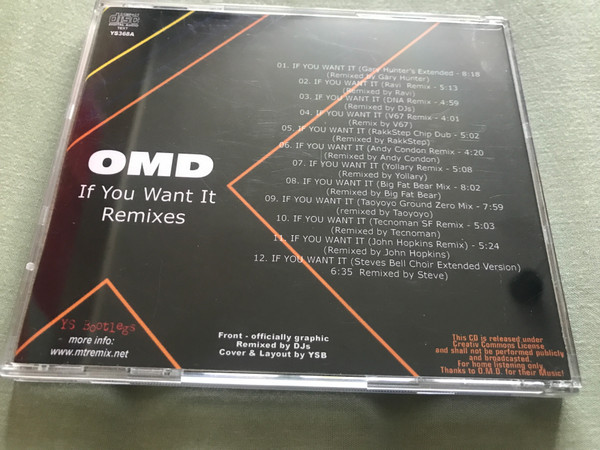 COMPACT
disc
DIGITAL AUDIO
TEXT
YS368A
01. IF YOU WANT IT (Gary Hunter's Extended - 8:18
(Remixed by Gary Hunter)
02. IF YOU WANT IT (Ravi Remix - 5:13
(Remixed by Ravi)
03. IF YOU WANT IT (DNA Remix - 4:59
(Remix by DJs)
04. IF YOU WANT IT (V67 Remix - 4:01
(Remix by V67)
05. IF YOU WANT IT (RakkStep Chip Dub - 5:02
(Remixed by RakkStep)
06. IF YOU WANT IT (Andy Condon Remix - 4:20
(Remixed by Andy Condon)
07. IF YOU WANT IT (Yollary Remix - 5:08
(Remixed by Yollary)
08. IF YOU WANT IT (Big Fat Bear Mix - 8:02
(Remixed by Big Fat Bear)
09. IF YOU WANT IT (Taoyoyo Ground Zero Mix - 7:59
(remixed by Taoyoyo)
10. IF YOU WANT IT (Tecnoman SF Remix - 5:03
(Remixed by Tecnoman)
11. IF YOU WANT IT (John Hopkins Remix) - 5:24
(Remixed by John Hopkins)
12. IF YOU WANT IT (Steves Bell Choir Extended Version)
6:35 Remixed by Steve)
OMD
If You Want It
Remixes
YS Bootlegs
more info:
www.mtremix.net
Front - officially graphic
Remixed by DJs
Cover & Layout by YSB
This CD is released under
Creativ Commons License
and shall not be performed publicly
and broadcasted.
For home listening only.
Thanks to O.M.D. for their Music!